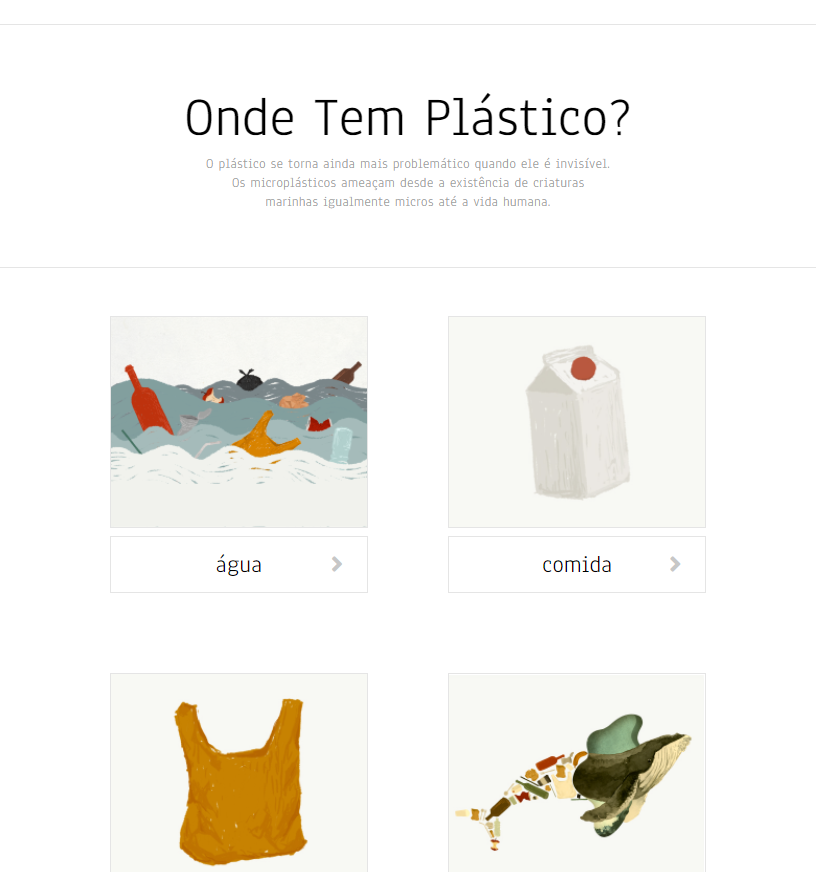 Onde Tem Plástico?
O plástico se torna ainda mais problemático quando ele é invisível.
Os microplásticos ameaçam desde a existência de criaturas
marinhas igualmente micros até a vida humana.
água
comida